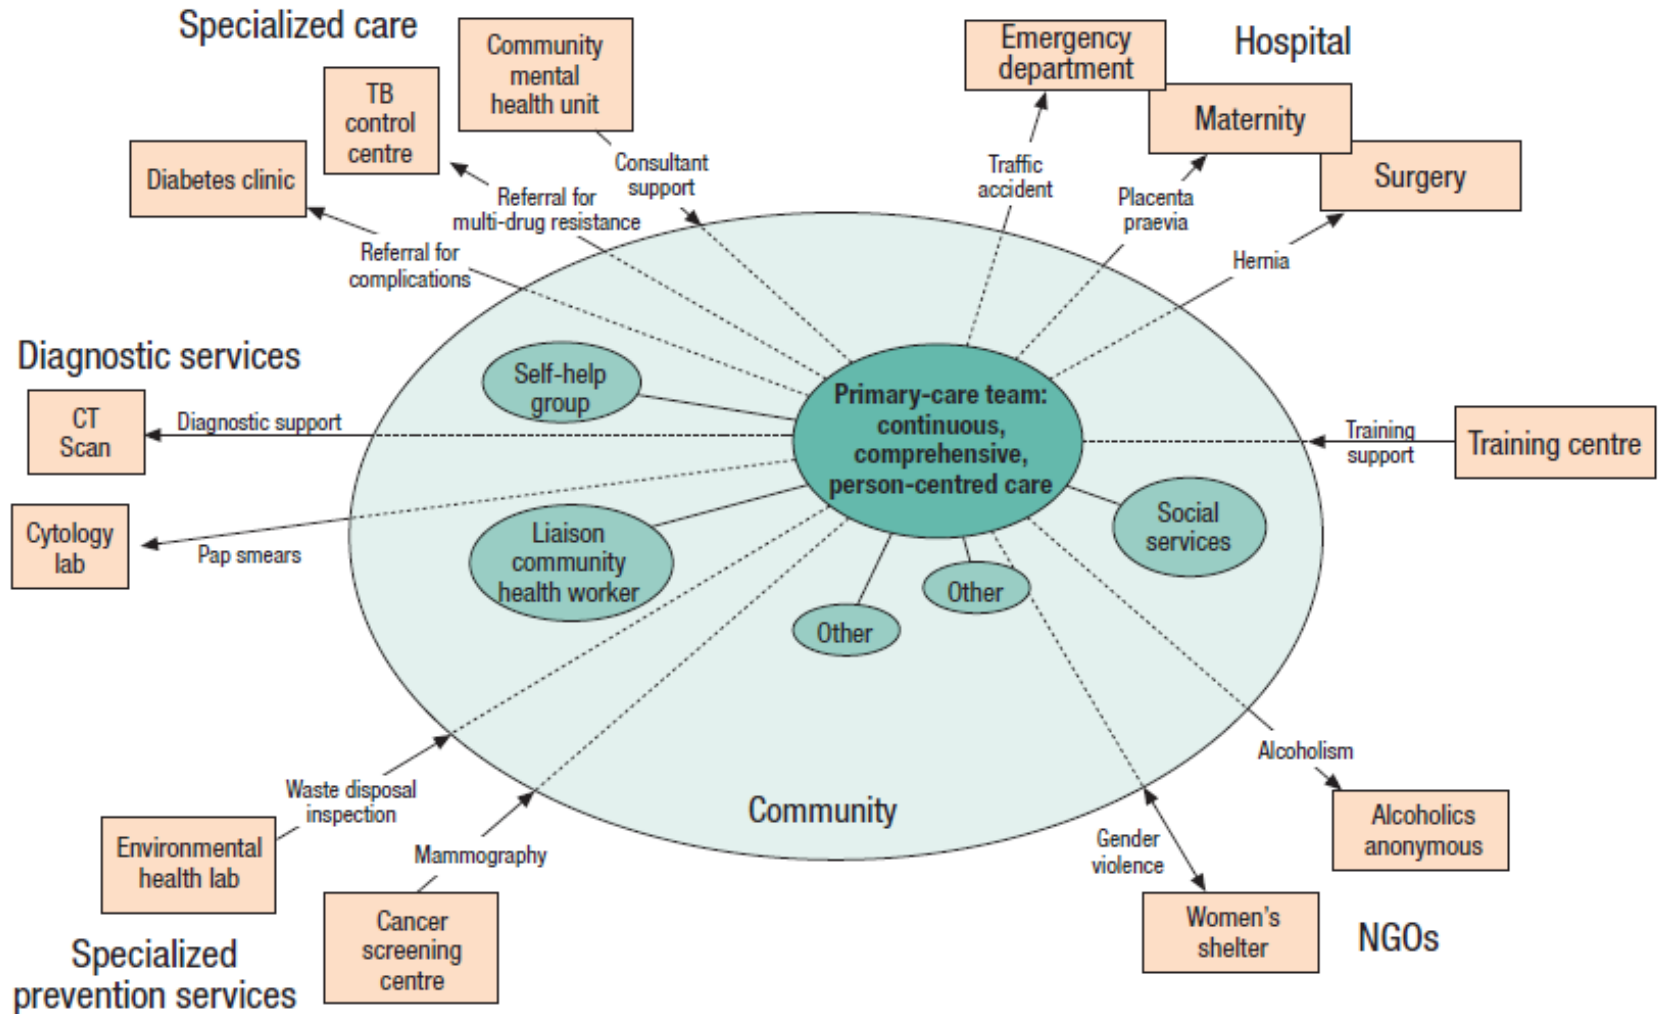 Specialized care
Community
mental
health unit
TB
control
centre
Diabetes clinic
Consultant
support
Referral for
multi-drug resistance
Referral for
complications
Emergency
department
Hospital
Maternity
Surgery
Traffic
accident
Placenta
praevia
Hernia
Diagnostic services
CT
Scan
Diagnostic support
Cytology
lab
Pap smears
Self-help
group
Primary-care team:
continuous,
comprehensive,
person-centred care
Training
support
Training centre
Liaison
community
health worker
Social
services
Other
Other
Community
Waste disposal
inspection
Environmental
health lab
Mammography
Cancer
screening
centre
Specialized
prevention services
Alcoholism
Alcoholics
anonymous
Gender
violence
Women's
shelter
NGOs